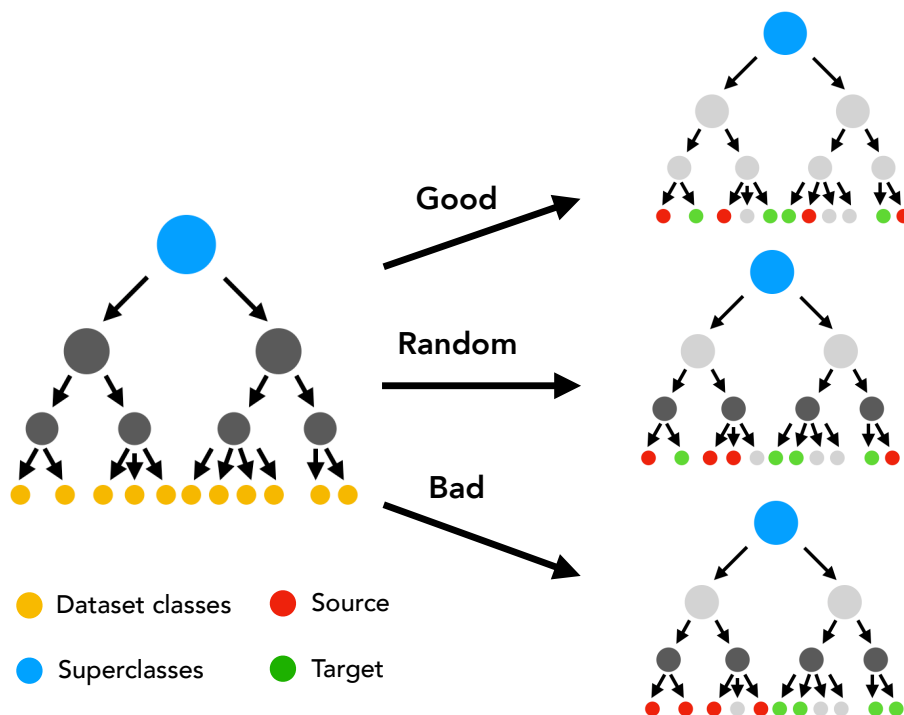 Good
Random
Bad
Dataset classes
Source
Superclasses
Target